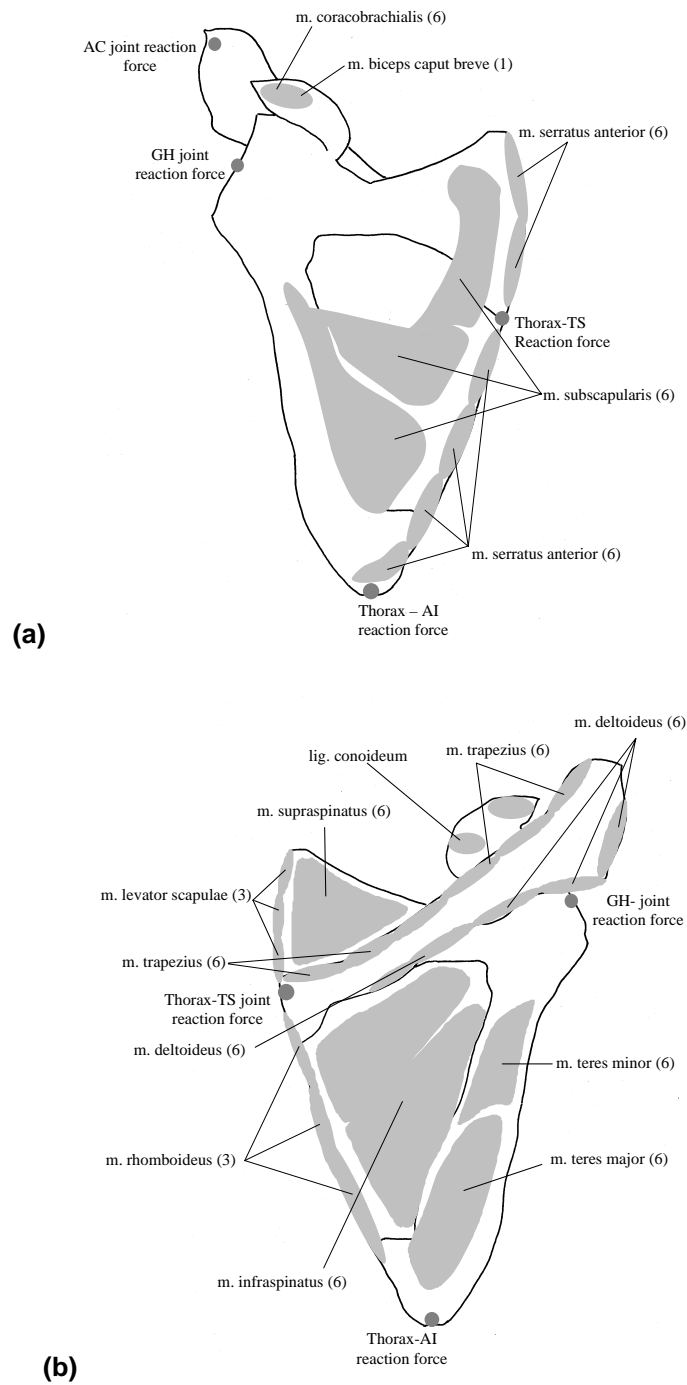 m. coracobrachialis (6)
AC joint reaction
force
m. biceps caput breve (1)
m. serratus anterior (6)
GH joint
reaction force
Thorax-TS
Reaction force
m. subscapularis (6)
m. serratus anterior (6)
Thorax – AI
reaction force
(a)
m. deltoideus (6)
m. trapezius (6)
lig. conoideum
m. supraspinatus (6)
m. levator scapulae (3)
GH- joint
reaction force
m. trapezius (6)
Thorax-TS joint
reaction force
m. deltoideus (6)
m. teres minor (6)
m. rhomboideus (3)
m. teres major (6)
m. infraspinatus (6)
Thorax-AI
reaction force
(b)